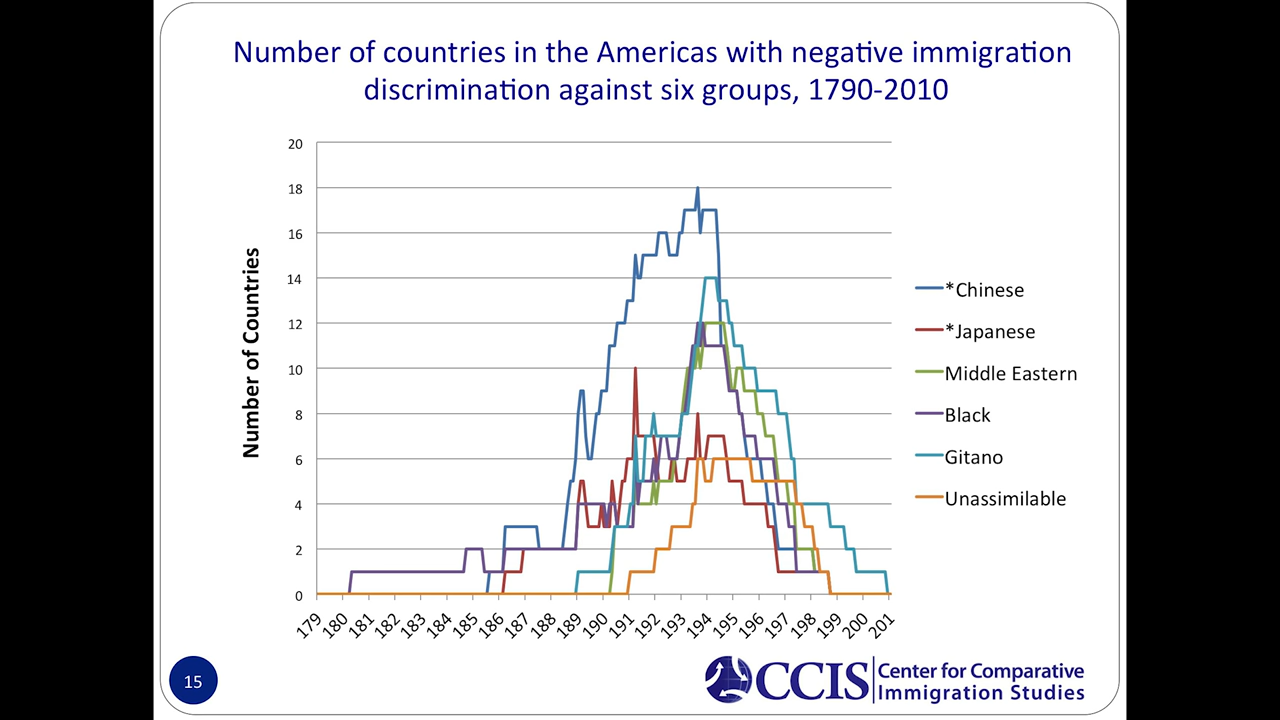 Number of countries in the Americas with negative immigration
discrimination against six groups, 1790-2010
Number of Countries
20
18
16
14
12
10
8
6
4
2
0
179 180 181 182 183 184 185 186 187 188 189 190 191 192 193 194 195 196 197 198 199 200 201
*Chinese
*Japanese
Middle Eastern
Black
Gitano
Unassimilable
15
CCIS
Center for Comparative
Immigration Studies